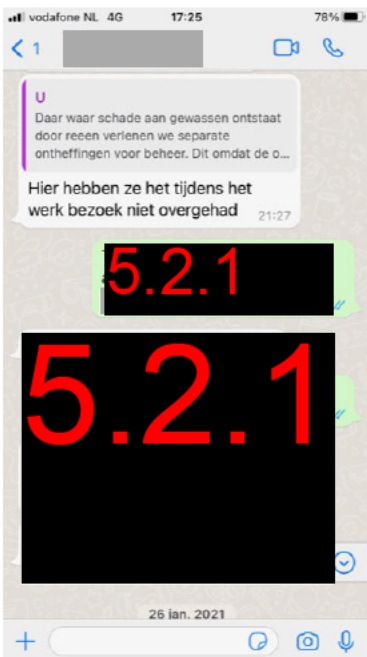 vodafone NL 4G 17:25 78%
1
U
Daar waar schade aan gewassen ontstaat
door reeen verlenen we separate
ontheffingen voor beheer. Dit omdat de o...
Hier hebben ze het tijdens het
werk bezoek niet overgehad 21:27
5.2.1
5.2.1
26 jan. 2021